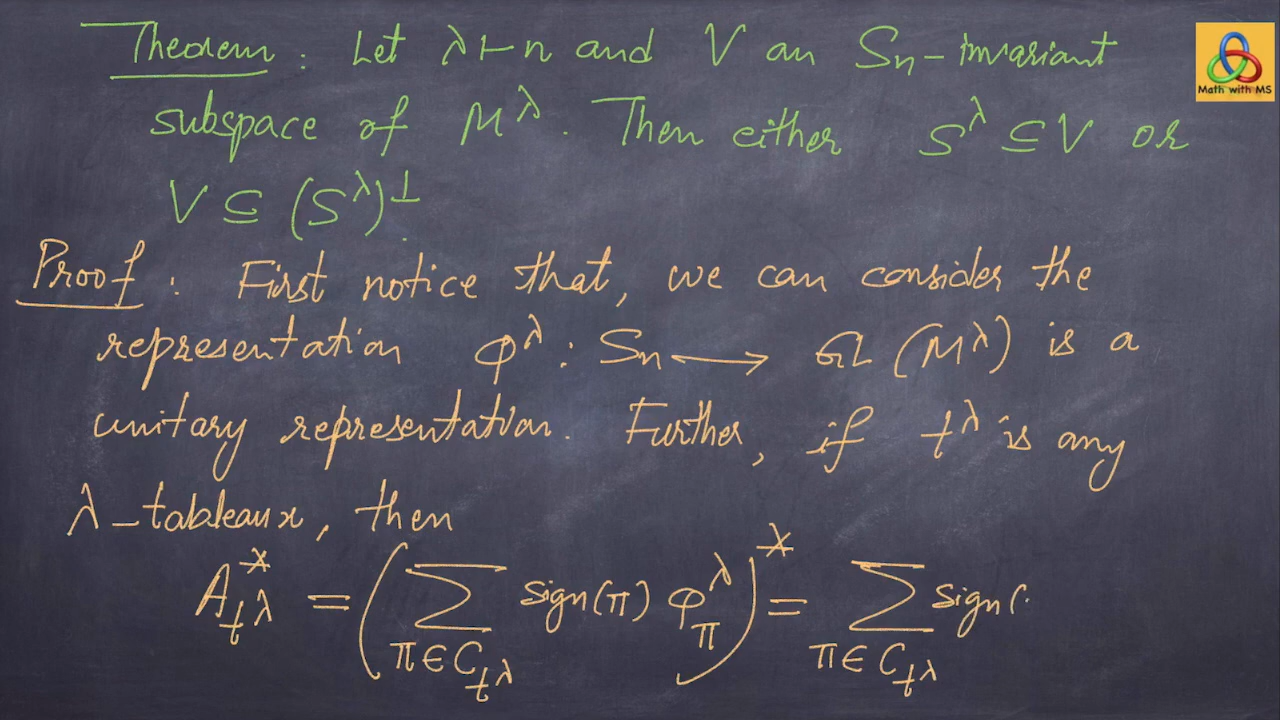 Theorem : Let λ⊢n and V an Sn-invariant
Math with MS
subspace of M^λ. Then either S^λ ⊆ V or
V ⊆ (S^λ)^⊥.
Proof : First notice that, we can consider the
representation φ^λ : Sn ⟶ GL (M^λ) is a
unitary representation. Further, if t^λ is any
λ-tableaux, then
A*_{t^λ} = (∑_{π∈C_{t^λ}} sign(π) φ^λ_π)* = ∑_{π∈C_{t^λ}} sign(